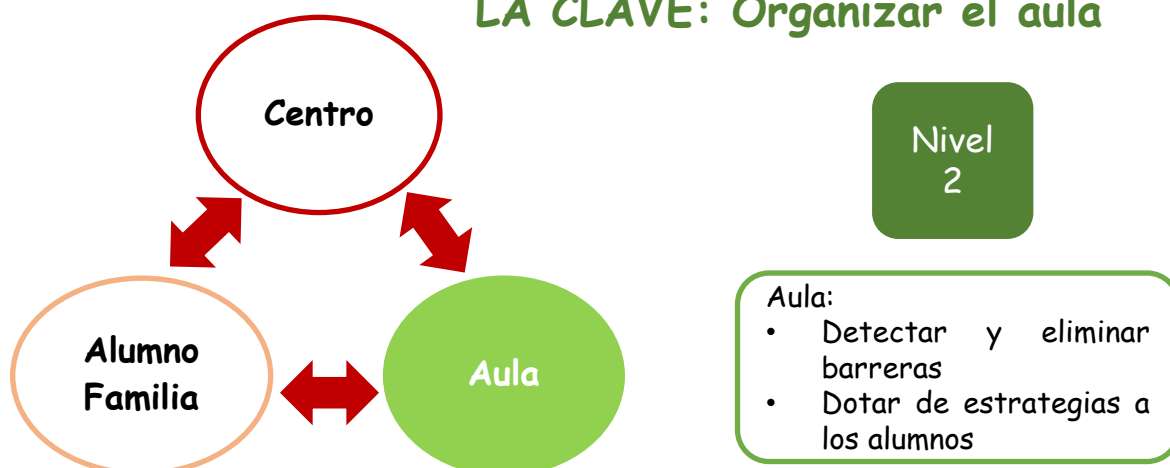 LA CLAVE: Organizar el aula
Centro
Nivel
2
Alumno
Familia
Aula
Aula:
• Detectar y eliminar
barreras
• Dotar de estrategias a
los alumnos